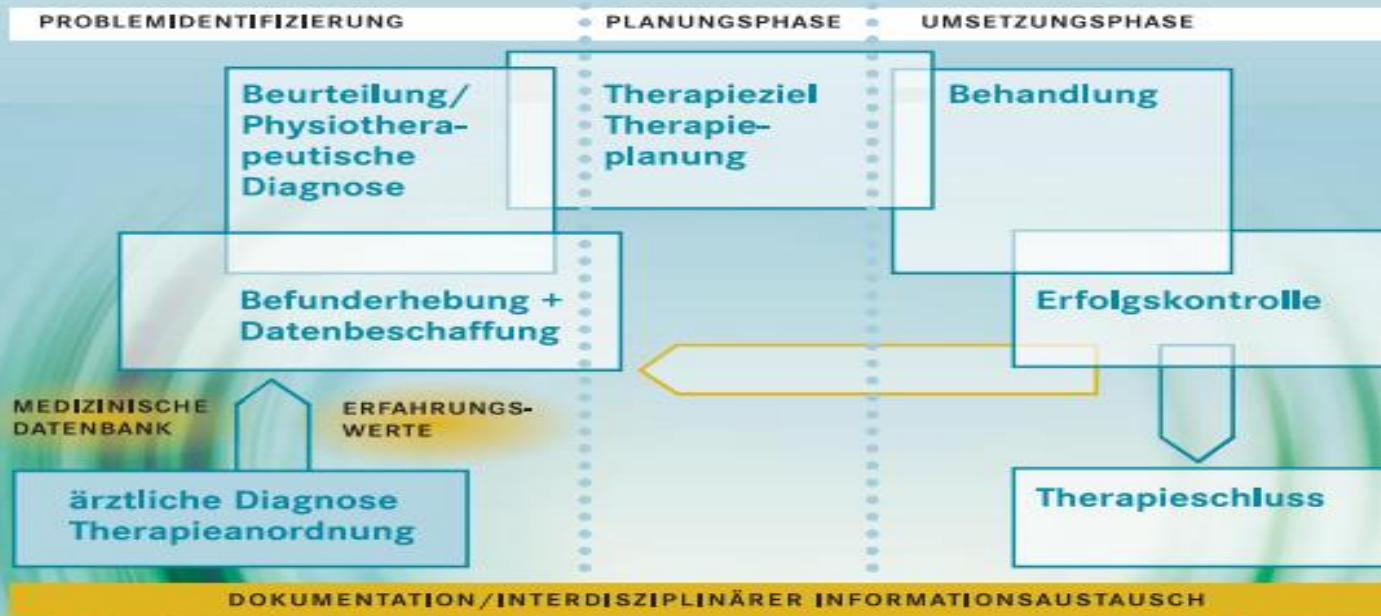 PROBLEMIDENTIFIZIERUNG
PLANUNGSPHASE
UMSETZUNGSPHASE
Beurteilung/
Physiothera-
peutische
Diagnose
Therapieziel
Therapie-
planung
Behandlung
Befunderhebung +
Datenbeschaffung
Erfolgskontrolle
MEDIZINISCHE
DATENBANK
ERFAHRUNGS-
WERTE
ärztliche Diagnose
Therapieanordnung
Therapieschluss
DOKUMENTATION/INTERDISZIPLINÄRER INFORMATIONSAUSTAUSCH